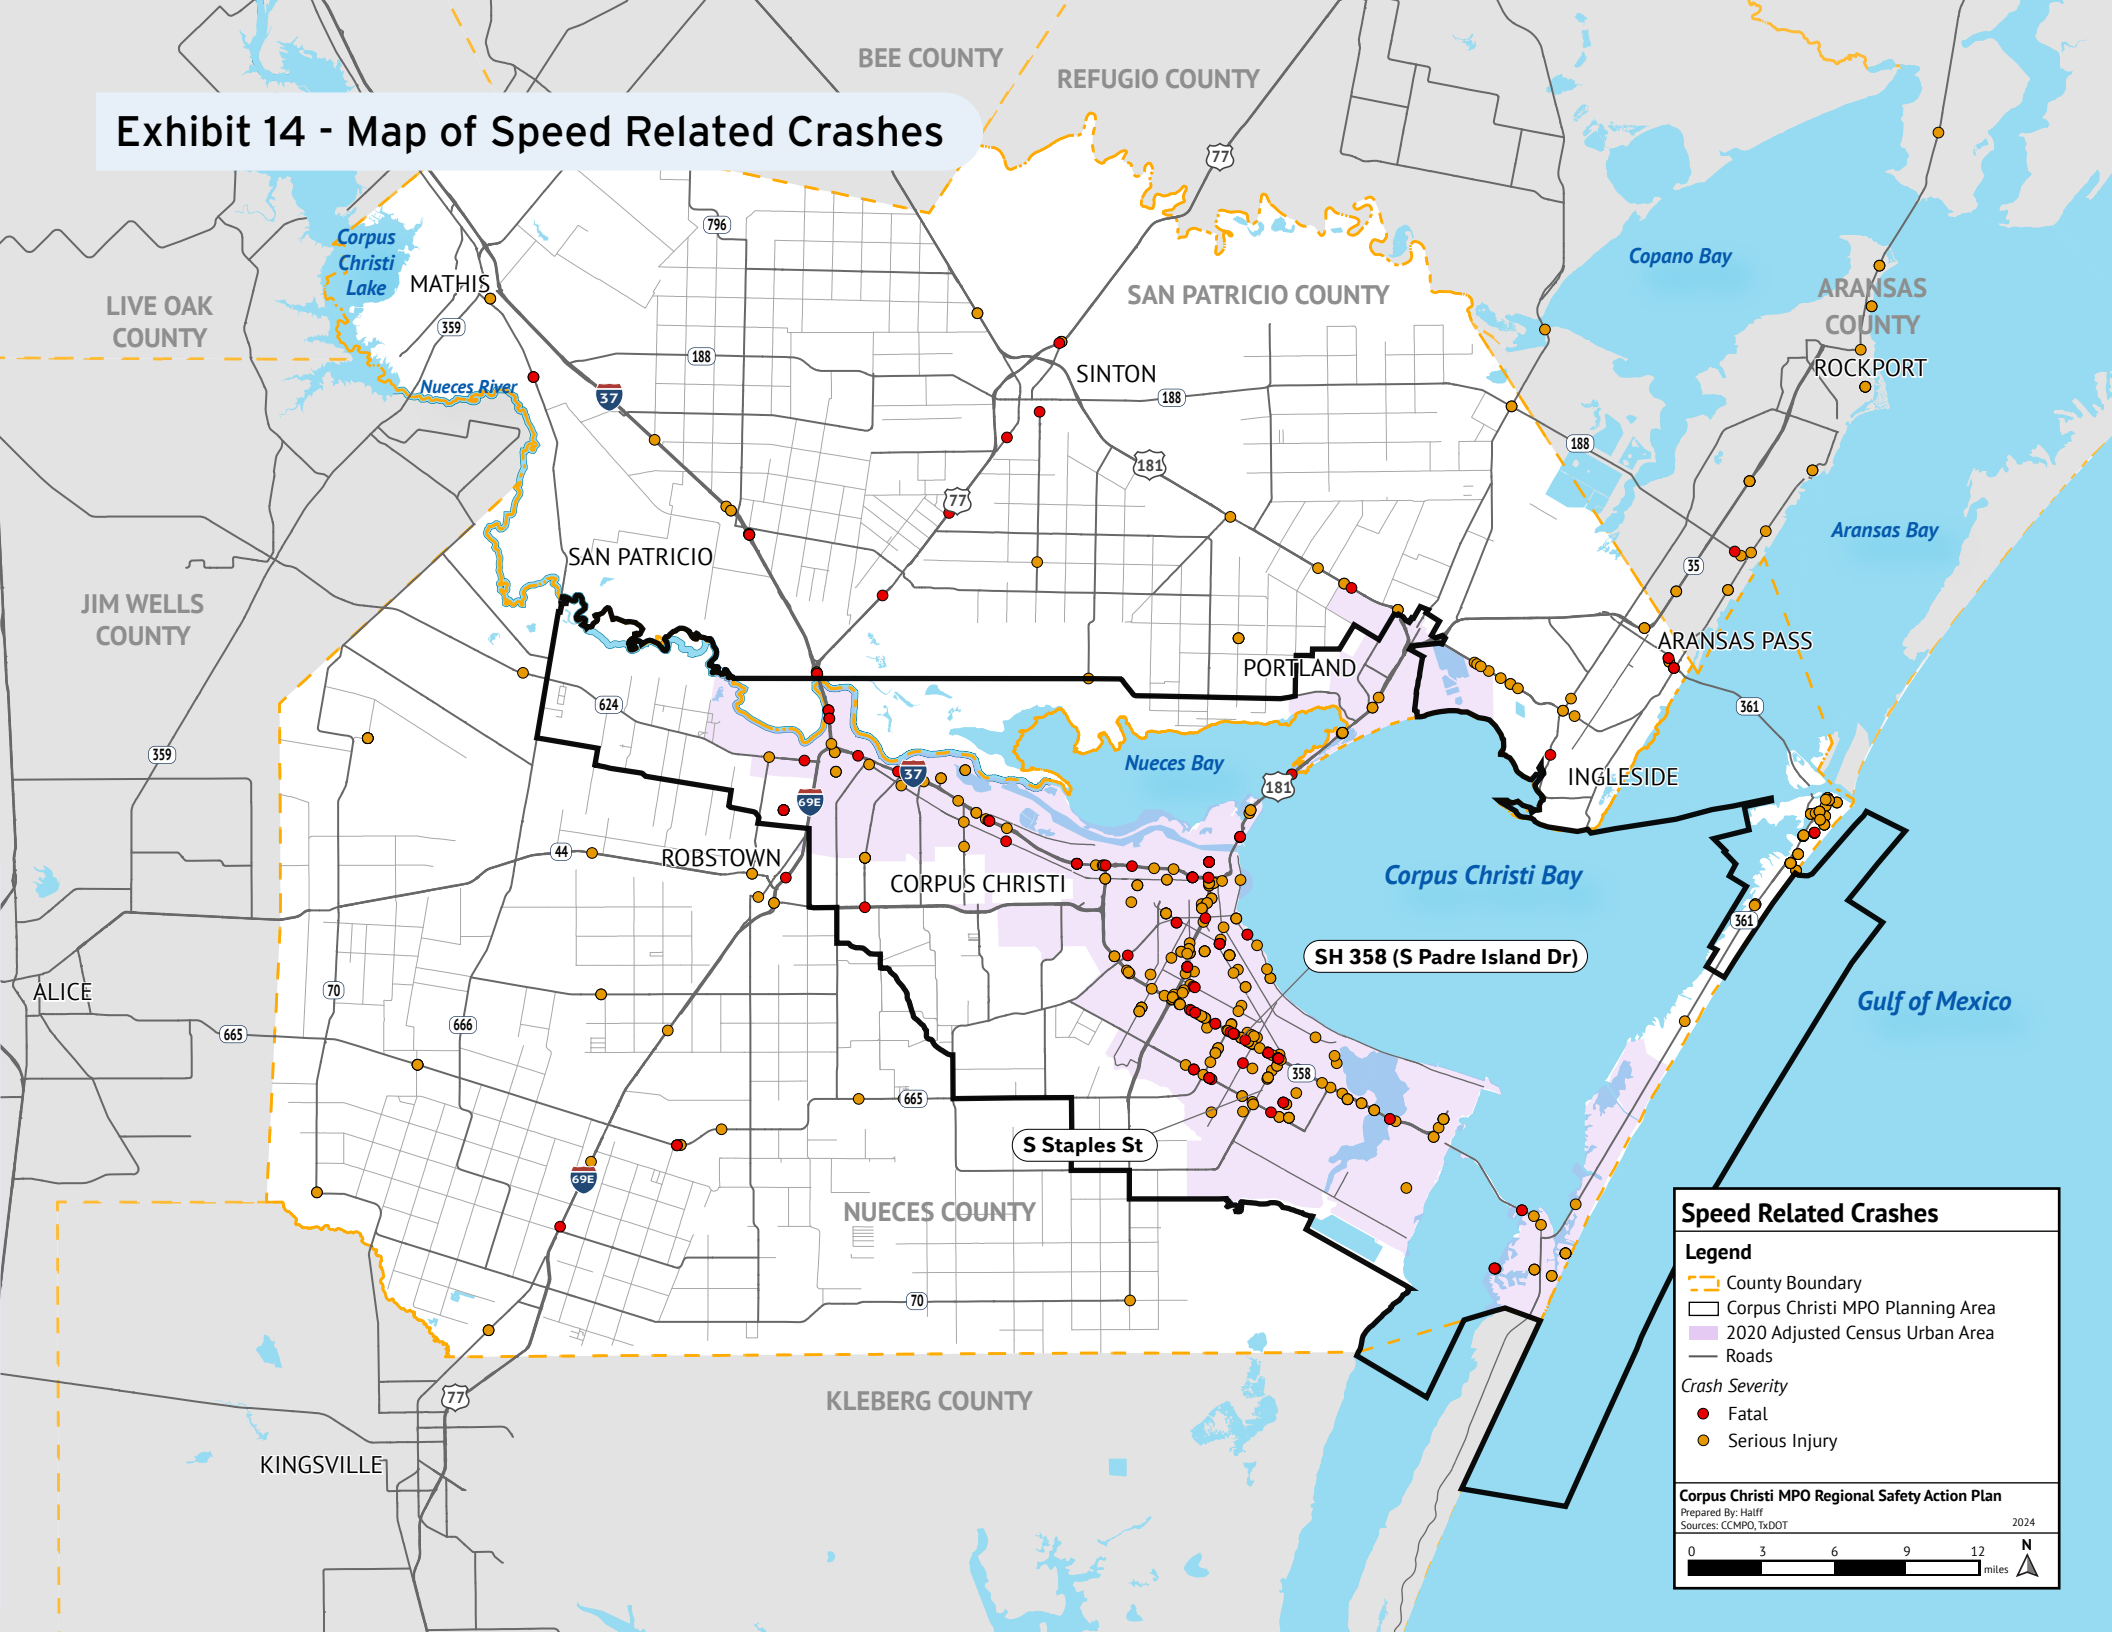 BEE COUNTY
REFUGIO COUNTY
Exhibit 14 - Map of Speed Related Crashes
77
796
Corpus
Christi
Lake
MATHIS
LIVE OAK
COUNTY
359
188
Nueces River
37
SAN PATRICIO COUNTY
SINTON
188
Copano Bay
ARANSAS
COUNTY
ROCKPORT
188
181
77
Aransas Bay
SAN PATRICIO
35
JIM WELLS
COUNTY
ARANSAS PASS
PORTLAND
624
361
359
Nueces Bay
37
69E
181
INGLESIDE
44
ROBSTOWN
CORPUS CHRISTI
Corpus Christi Bay
361
SH 358 (S Padre Island Dr)
ALICE
70
Gulf of Mexico
665
666
358
665
S Staples St
69E
NUECES COUNTY
70
77
KLEBERG COUNTY
KINGSVILLE
Speed Related Crashes
Legend
County Boundary
Corpus Christi MPO Planning Area
2020 Adjusted Census Urban Area
Roads
Crash Severity
Fatal
Serious Injury
Corpus Christi MPO Regional Safety Action Plan
Prepared By: Halff
Sources: CCMPO, TxDOT
2024
0 3 6 9 12
miles
N